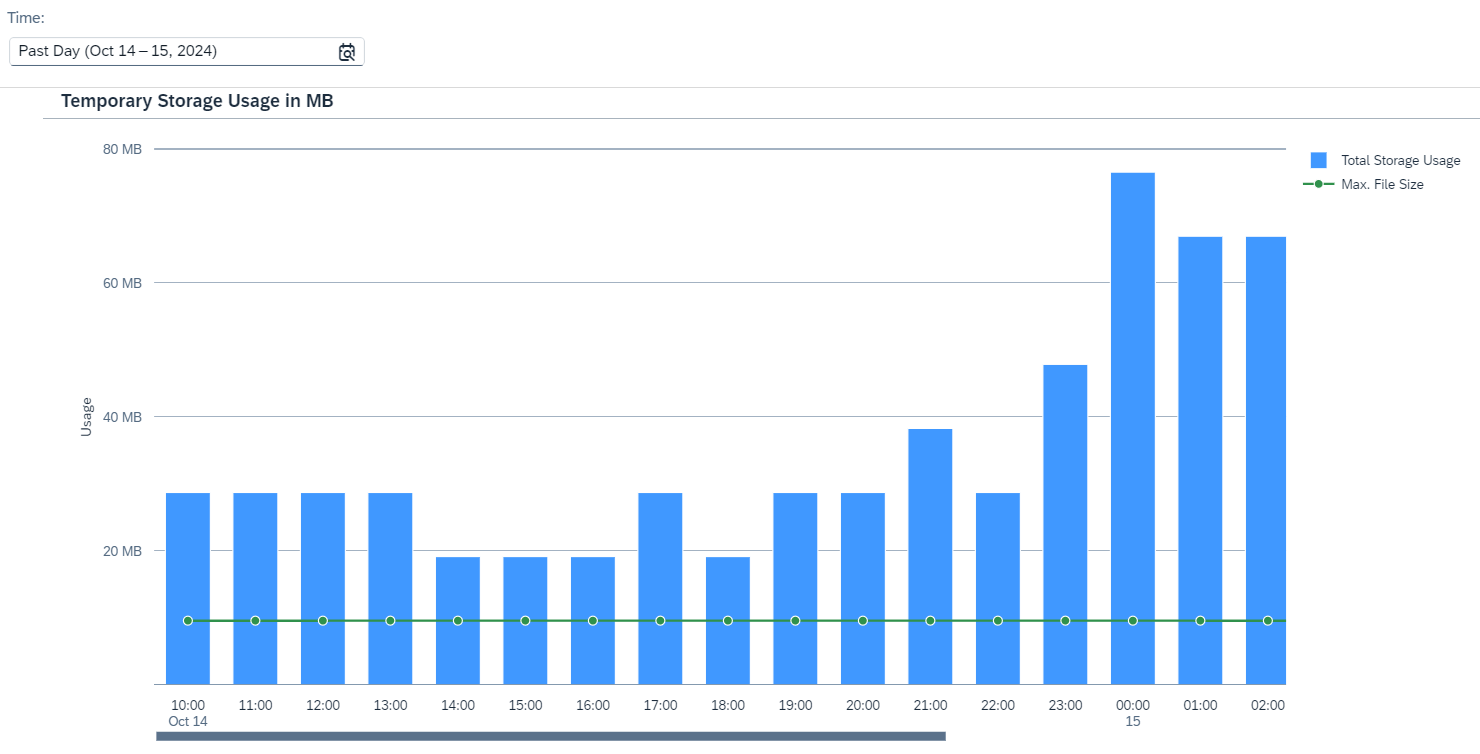 Time:
Past Day (Oct 14 – 15, 2024)
Temporary Storage Usage in MB
80 MB
60 MB
40 MB
20 MB
Usage
Total Storage Usage
Max. File Size
10:00 11:00 12:00 13:00 14:00 15:00 16:00 17:00 18:00 19:00 20:00 21:00 22:00 23:00 00:00 01:00 02:00
Oct 14 15